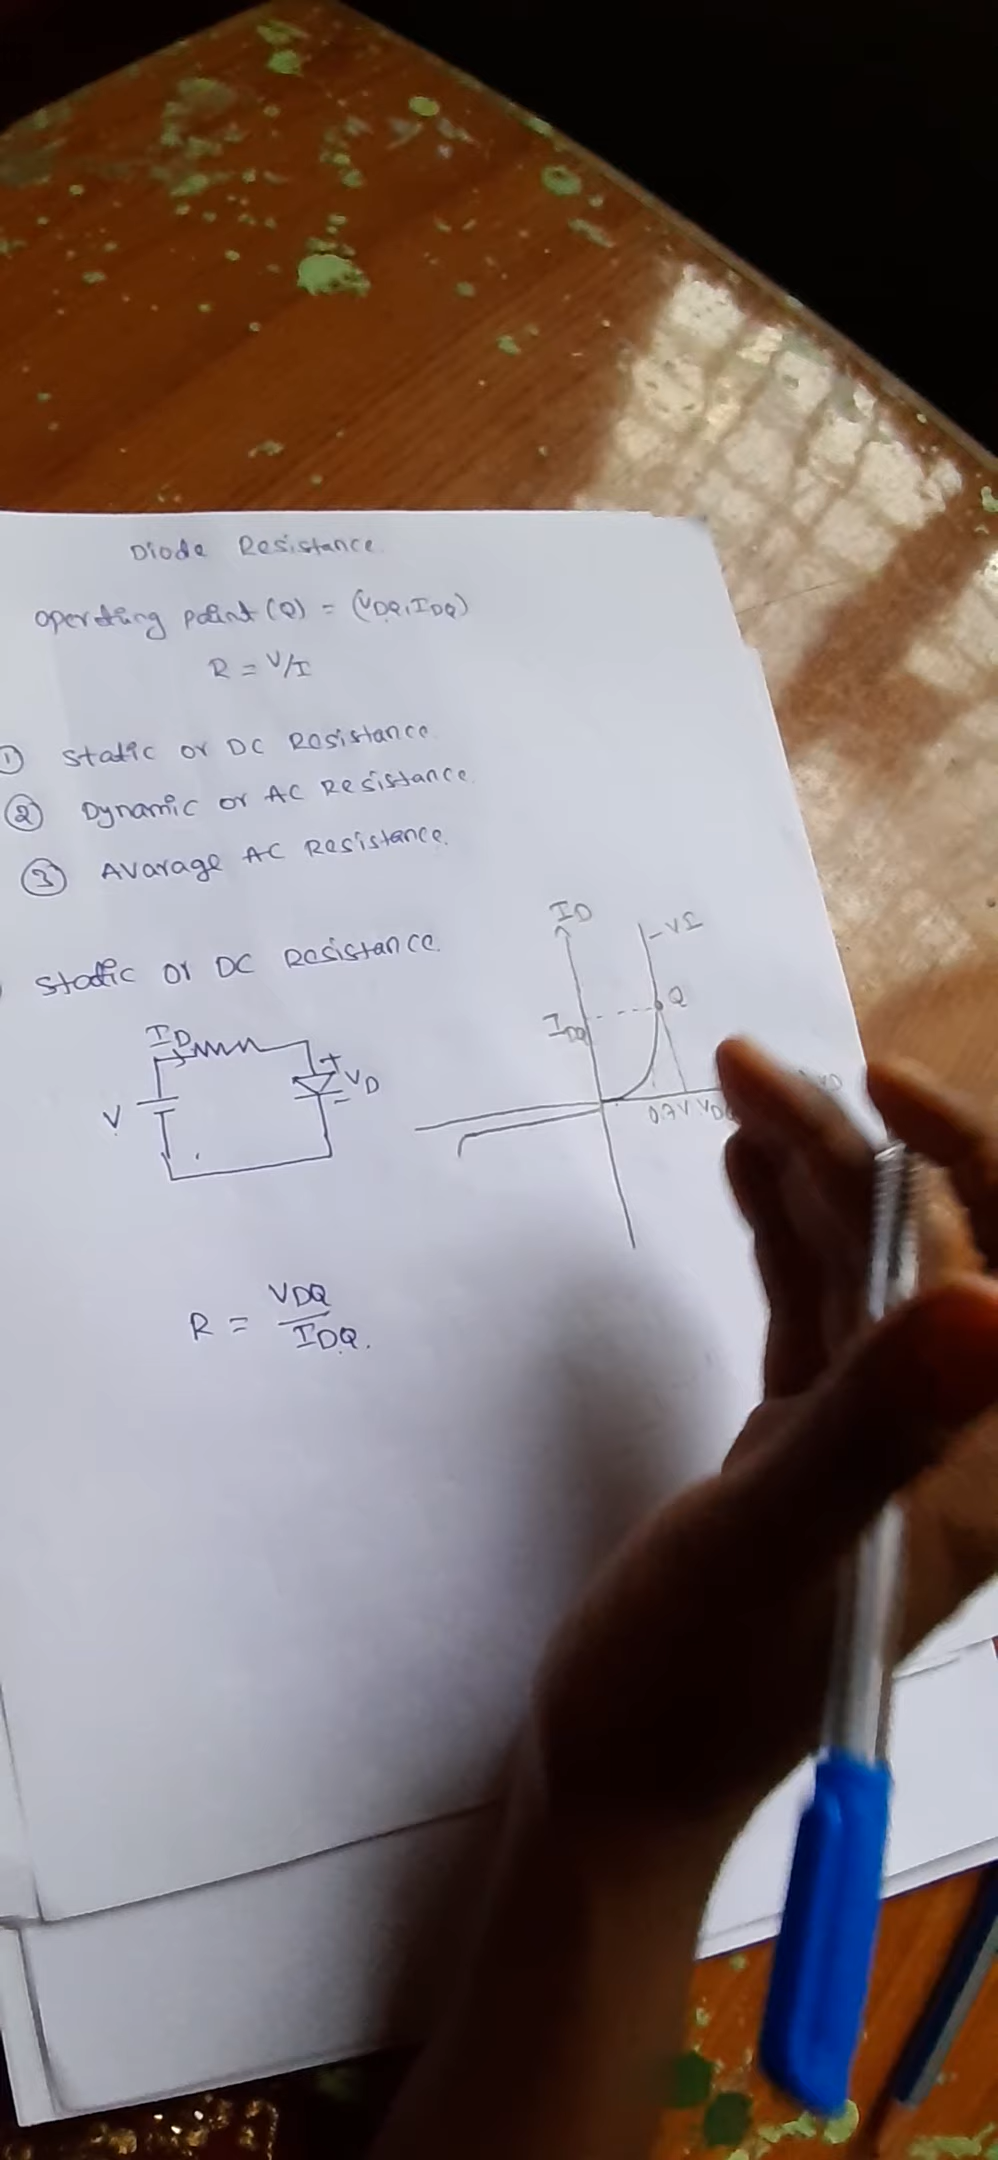 Diode Resistance
operating point (Q) = (VDQ, IDQ)
R = V/I
① Static or DC Resistance
② Dynamic or AC Resistance
③ Avarage AC Resistance.
Static or DC Resistance.
ID
V
+
VD
-
ID
VI
Q
IDQ
0.7V VDQ
VD
R = VDQ
IDQ.